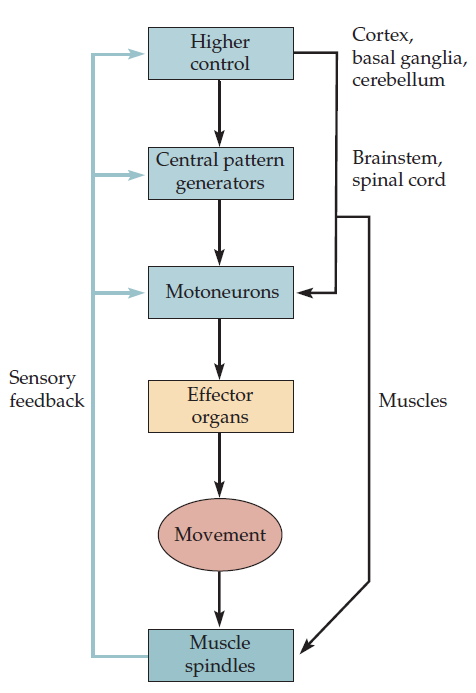 Higher
control
Cortex,
basal ganglia,
cerebellum
Central pattern
generators
Brainstem,
spinal cord
Motoneurons
Sensory
feedback
Effector
organs
Muscles
Movement
Muscle
spindles